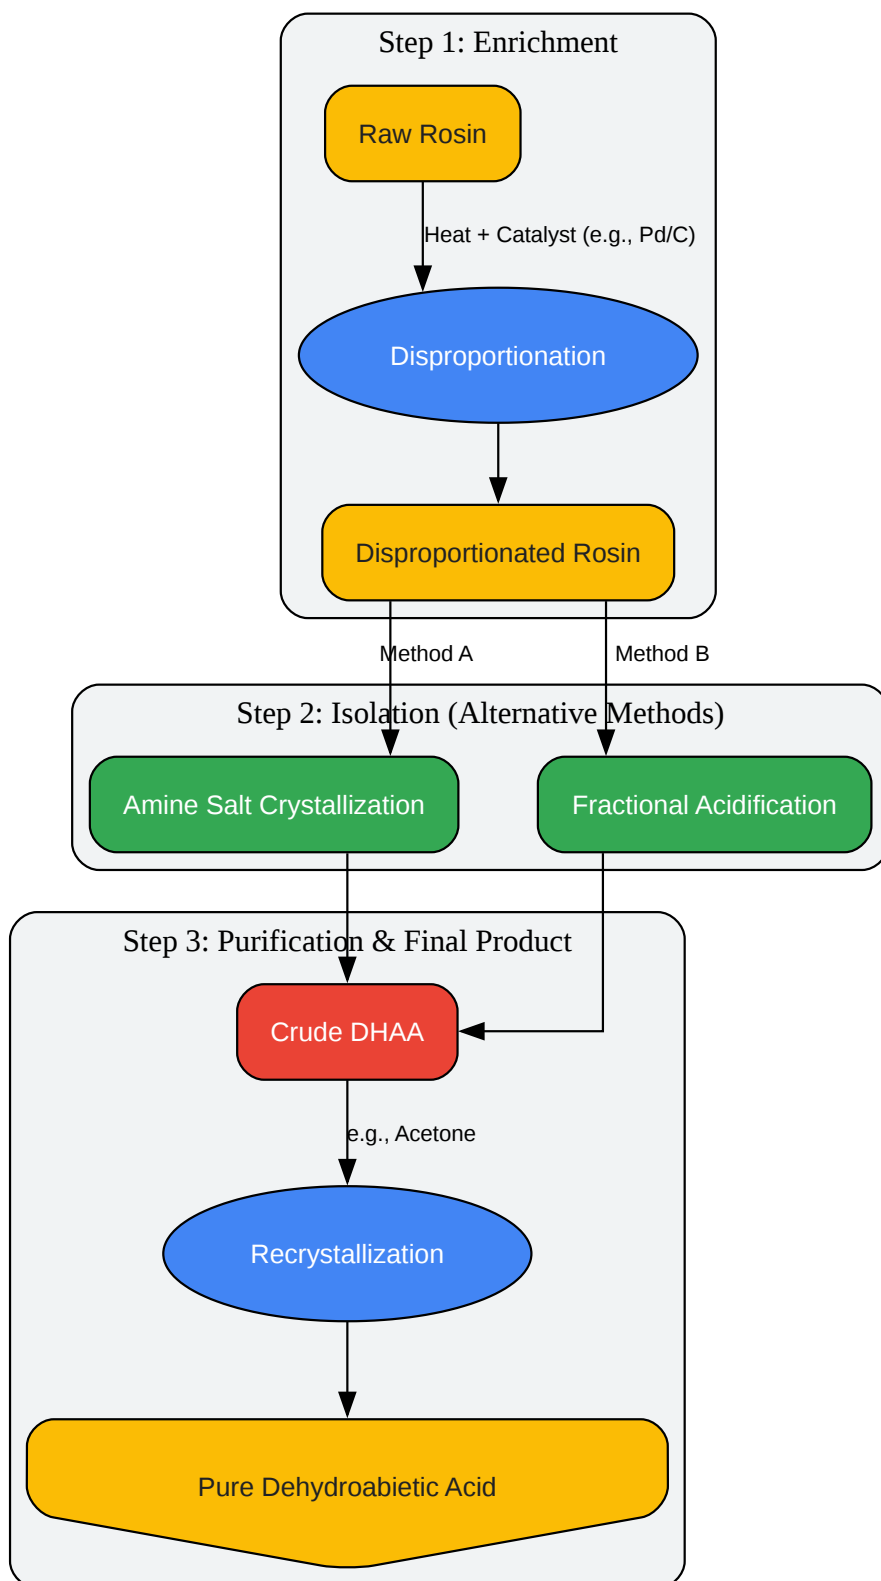 Step 1: Enrichment
Raw Rosin
Heat + Catalyst (e.g., Pd/C)
Disproportionation
Disproportionated Rosin
Method A
Method B
Step 2: Isolation (Alternative Methods)
Amine Salt Crystallization
Fractional Acidification
Step 3: Purification & Final Product
Crude DHAA
e.g., Acetone
Recrystallization
Pure Dehydroabietic Acid